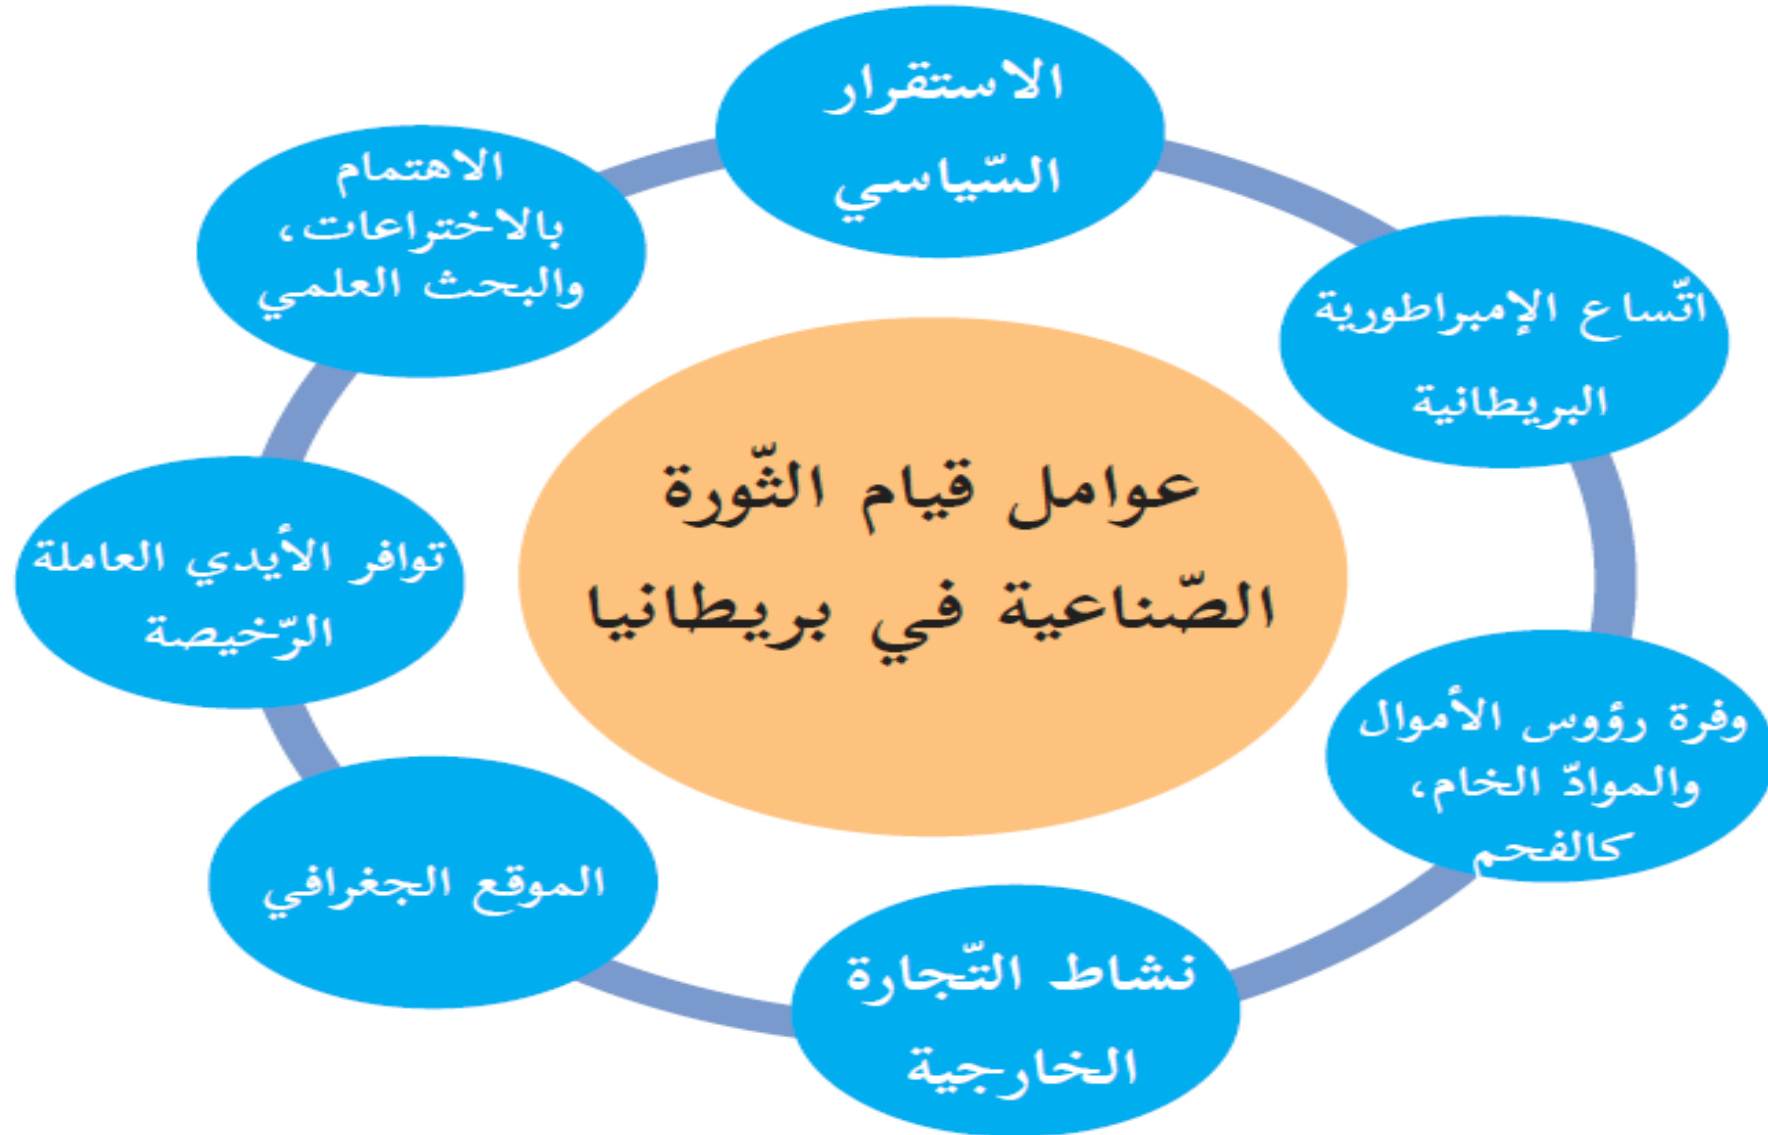 الاستقرار
السّياسي
اتّساع الإمبراطورية
البريطانية
وفرة رؤوس الأموال
والموادّ الخام،
كالفحم
نشاط التّجارة
الخارجية
الموقع الجغرافي
توافر الأيدي العاملة
الرّخيصة
الاهتمام
بالاختراعات،
والبحث العلمي
عوامل قيام الثّورة
الصّناعية في بريطانيا